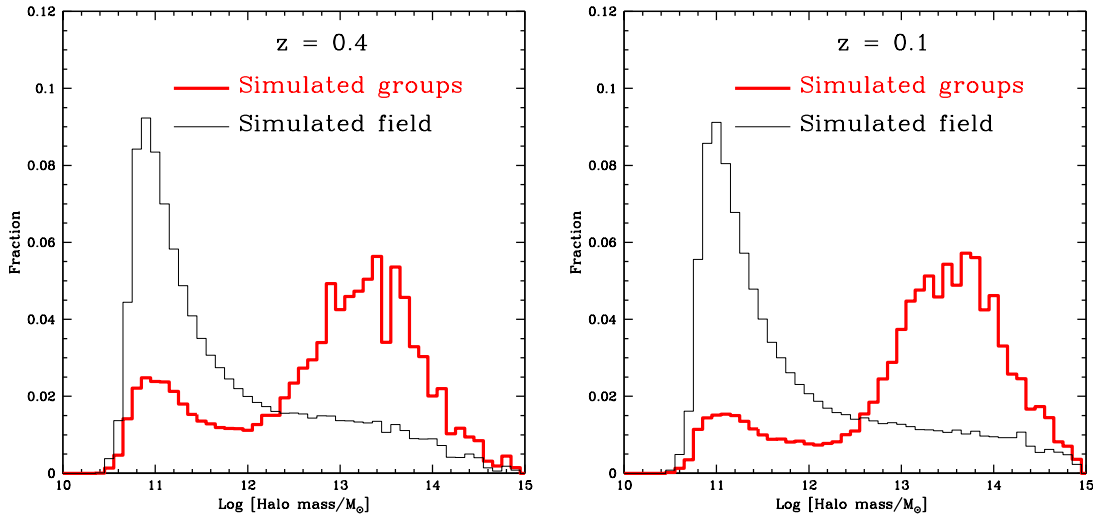 0.12
0.1
0.08
0.06
0.04
0.02
0
Fraction
z = 0.4
Simulated groups
Simulated field
10 11 12 13 14 15
Log [Halo mass/M☉]
0.12
0.1
0.08
0.06
0.04
0.02
0
Fraction
z = 0.1
Simulated groups
Simulated field
10 11 12 13 14 15
Log [Halo mass/M☉]